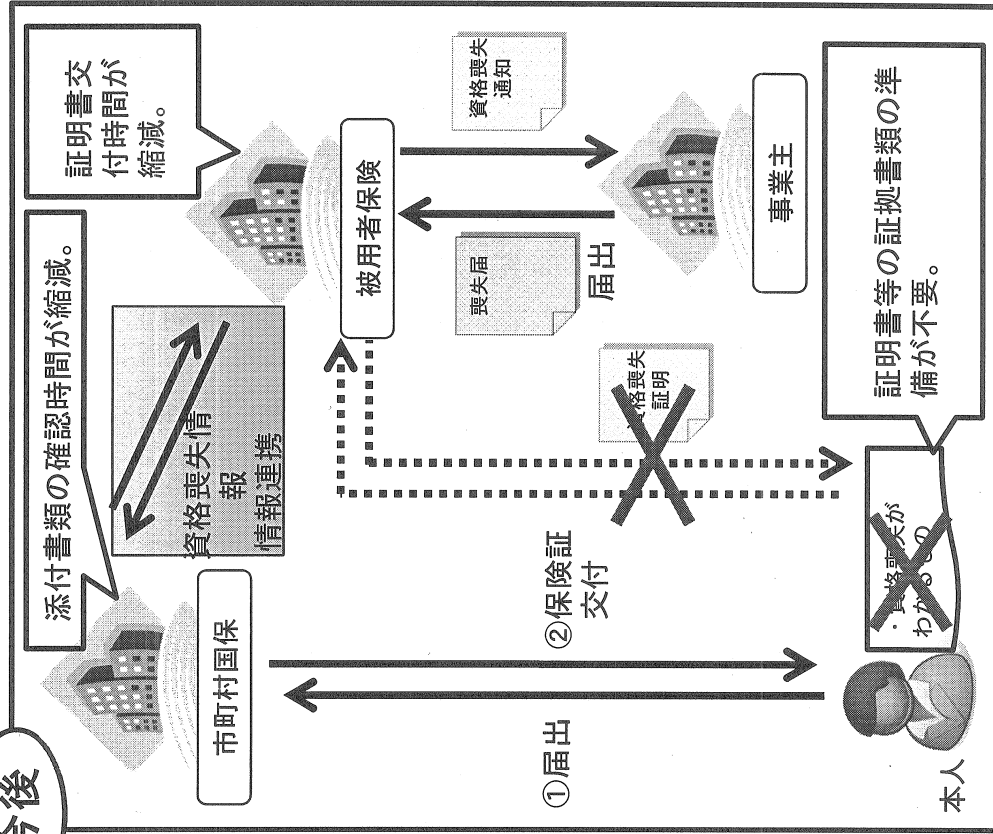 今後
添付書類の確認時間が縮減。
証明書交
付時間が
縮減。
市町村国保
資格喪失情
報
情報連携
被用者保険
①届出
②保険証
交付
喪失届
届出
資格喪失
通知
資格喪失
証明
事業主
本人
・資格喪失が
わかるもの
証明書等の証拠書類の準
備が不要。